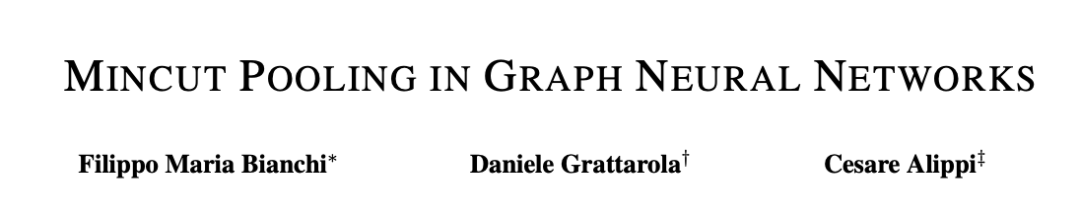 MINCUT POOLING IN GRAPH NEURAL NETWORKS
Filippo Maria Bianchi* Daniele Grattarola† Cesare Alippi‡